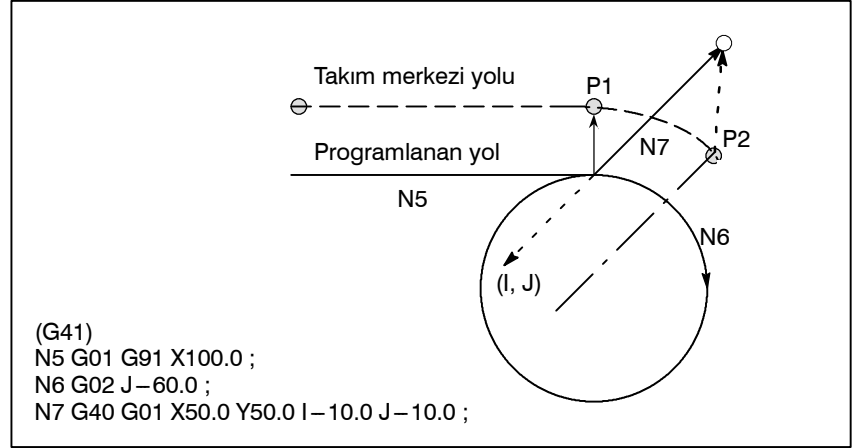 Takım merkezi yolu
P1
Programlanan yol
N7
P2
N5
N6
(I, J)
(G41)
N5 G01 G91 X100.0 ;
N6 G02 J−60.0 ;
N7 G40 G01 X50.0 Y50.0 I−10.0 J−10.0 ;